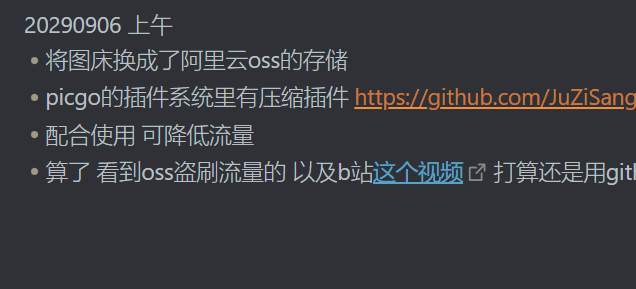 20290906 上午
将图床换成了阿里云oss的存储
picgo的插件系统里有压缩插件 https://github.com/JuZiSang
配合使用 可降低流量
算了 看到oss盗刷流量的 以及b站这个视频 打算还是用gith